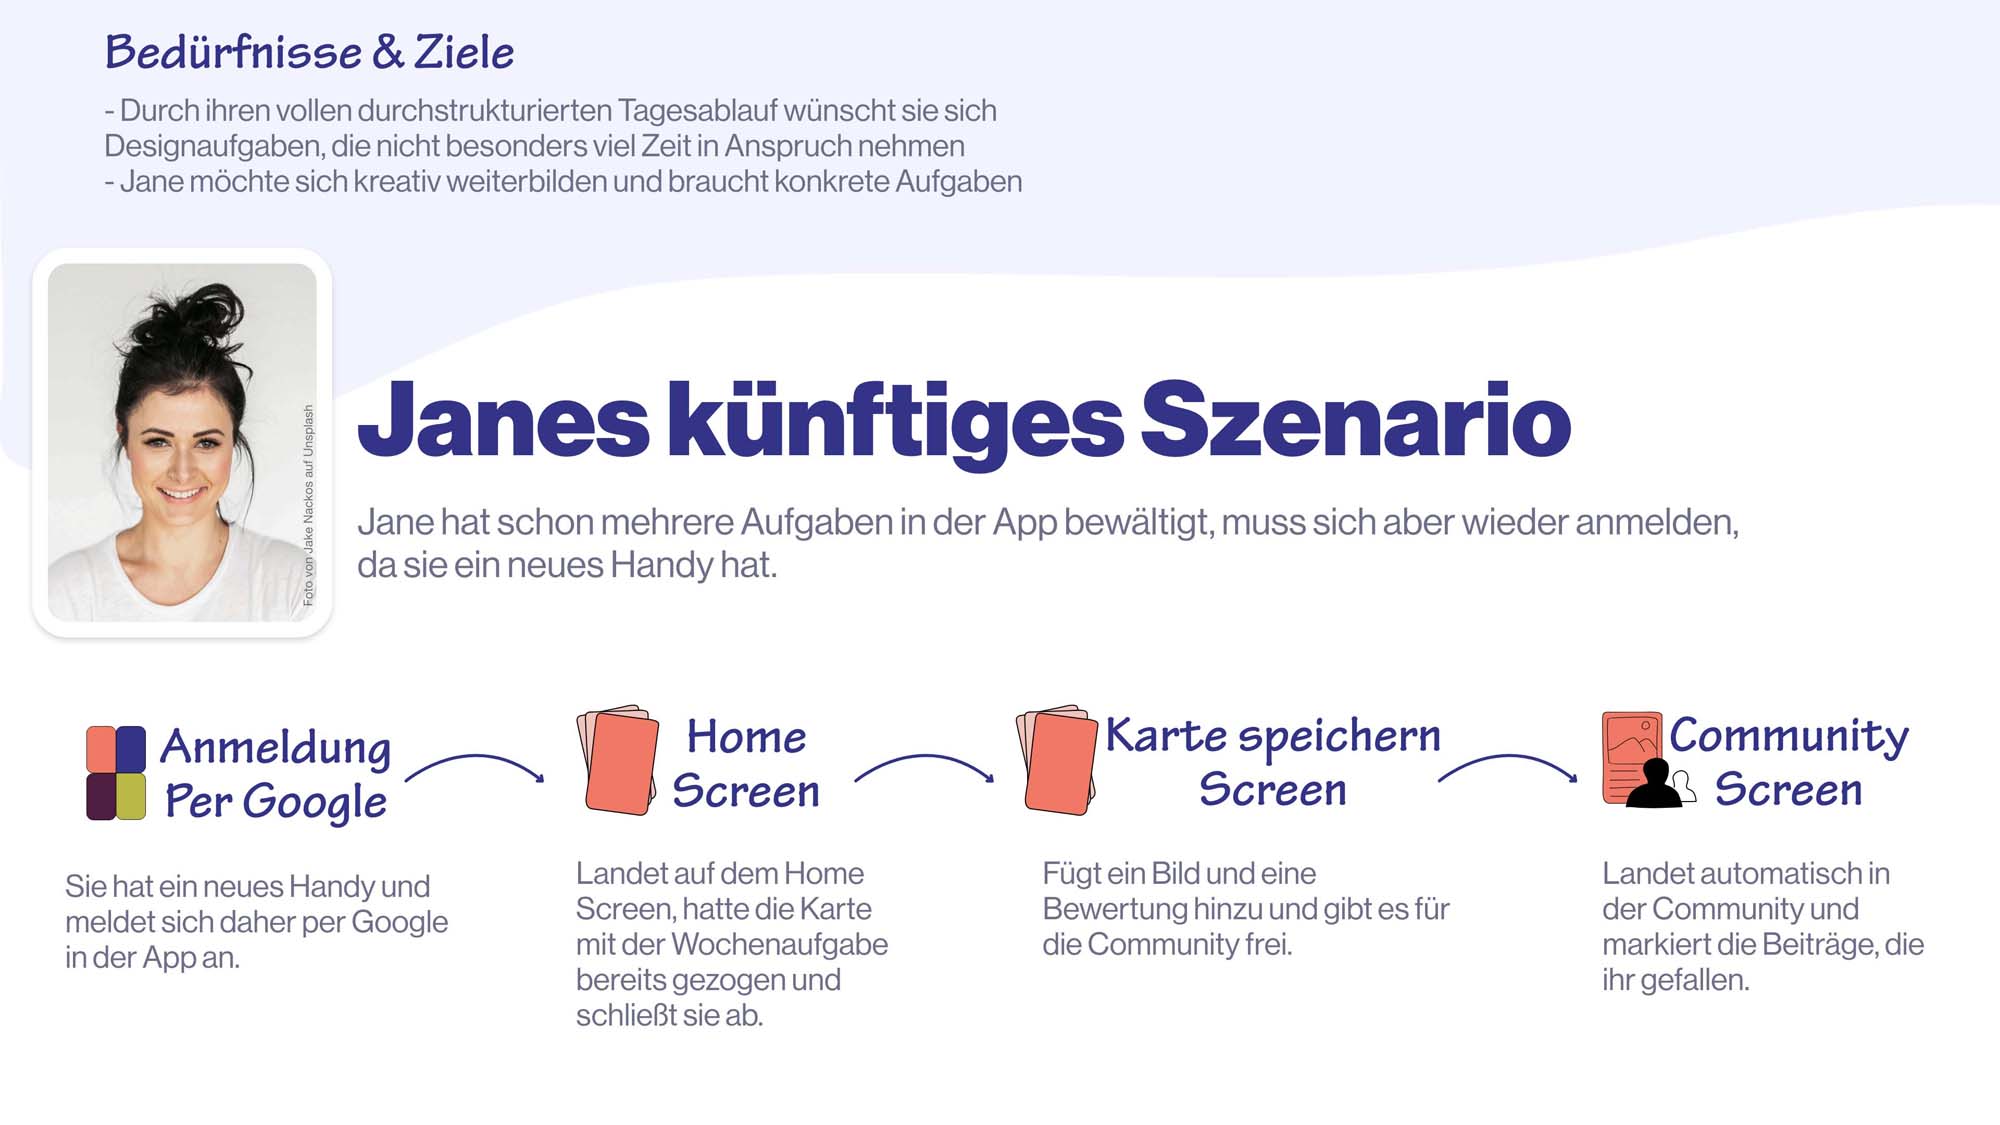 Bedürfnisse & Ziele
- Durch ihren vollen durchstrukturierten Tagesablauf wünscht sie sich
Designaufgaben, die nicht besonders viel Zeit in Anspruch nehmen
- Jane möchte sich kreativ weiterbilden und braucht konkrete Aufgaben
Foto von Jake Nackos auf Unsplash
Janes künftiges Szenario
Jane hat schon mehrere Aufgaben in der App bewältigt, muss sich aber wieder anmelden,
da sie ein neues Handy hat.
Anmeldung
Per Google
Sie hat ein neues Handy und
meldet sich daher per Google
in der App an.
Home
Screen
Landet auf dem Home
Screen, hatte die Karte
mit der Wochenaufgabe
bereits gezogen und
schließt sie ab.
Karte speichern
Screen
Fügt ein Bild und eine
Bewertung hinzu und gibt es für
die Community frei.
Community
Screen
Landet automatisch in
der Community und
markiert die Beiträge, die
ihr gefallen.